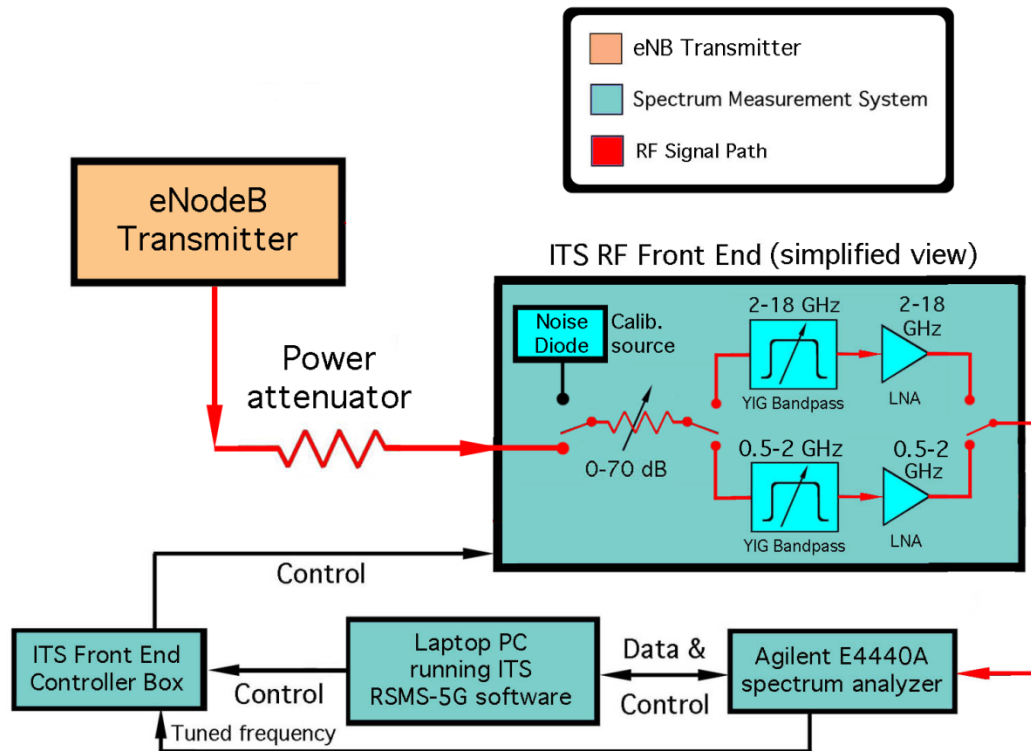 eNB Transmitter
Spectrum Measurement System
RF Signal Path
eNodeB
Transmitter
ITS RF Front End (simplified view)
Noise
Diode
Calib.
source
2-18 GHz
2-18
GHz
YIG Bandpass
LNA
Power
attenuator
0-70 dB
0.5-2 GHz
0.5-2
GHz
YIG Bandpass
LNA
Control
ITS Front End
Controller Box
Control
Laptop PC
running ITS
RSMS-5G software
Data &
Control
Agilent E4440A
spectrum analyzer
Tuned frequency